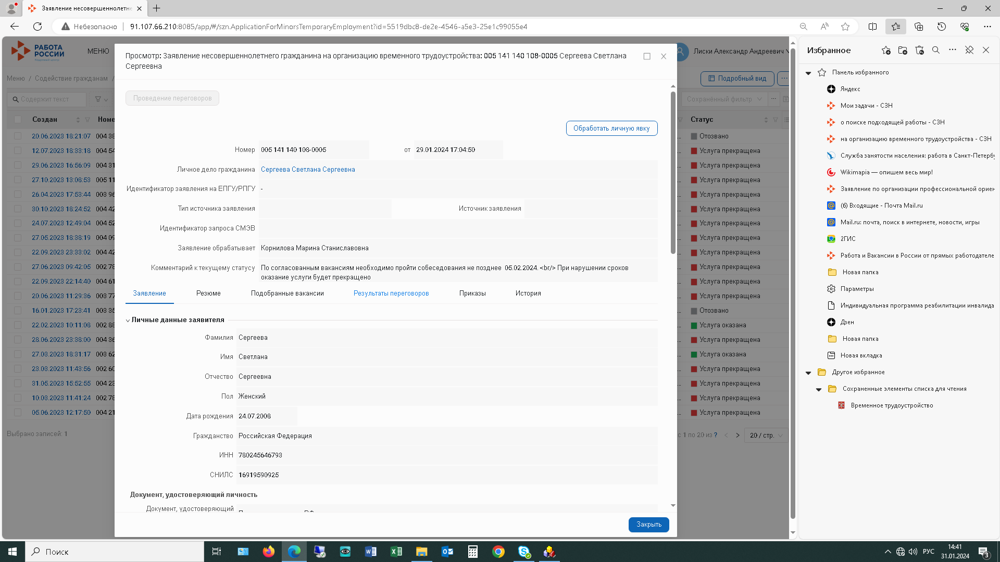 Заявление несовершеннолетне
Небезопасно
91.107.66.210:8085/app/#/szn.ApplicationForMinorsTemporaryEmployment?id=5519dbc8-de2e-4546-a5e3-25e1c99055e4
РАБОТА
РОССИИ
МЕНЮ
Лиски Александр Андреевич
Меню / Содействие гражданам /
Подробный вид
Содержит текст
Сохранённый фильтр
Создан
Номе
Статус
20.06.2023 18:21:07 004 38
Отозвано
12.07.2023 18:33:18 004 54
Услуга прекращена
29.06.2023 16:56:09 004 31
Услуга прекращена
27.10.2023 13:08:53 005 11
Услуга прекращена
26.04.2023 17:53:44 003 96
Услуга прекращена
30.10.2023 18:24:52 004 42
Услуга прекращена
24.07.2023 12:49:04 004 52
Услуга прекращена
27.05.2023 18:38:19 004 09
Услуга прекращена
22.09.2023 23:33:02 004 42
Услуга прекращена
27.06.2023 09:42:05 002 78
Услуга прекращена
22.09.2023 22:14:40 004 61
Услуга прекращена
20.06.2023 11:29:36 003 77
Услуга прекращена
16.01.2023 17:23:41 003 35
Отозвано
22.02.2023 10:11:08 002 88
Услуга оказана
28.06.2023 23:38:00 004 36
Услуга прекращена
27.03.2023 18:31:17 003 62
Услуга оказана
23.03.2023 11:43:56 002 60
Услуга прекращена
31.05.2023 15:52:55 004 23
Услуга прекращена
10.03.2023 11:41:24 002 78
Услуга прекращена
05.06.2023 12:17:50 004 21
Услуга прекращена
Выбрано записей: 1
с 1 по 20 из ?
20 / стр.
Просмотр: Заявление несовершеннолетнего гражданина на организацию временного трудоустройства: 005 141 140 108-0005 Сергеева Светлана
Сергеевна
Проведение переговоров
Обработать личную явку
Номер 005 141 140 108-0005 от 29.01.2024 17:04:50
Личное дело гражданина Сергеева Светлана Сергеевна
Идентификатор заявления на ЕПГУ/РПГУ -
Тип источника заявления Источник заявления
Идентификатор запроса СМЭВ
Заявление обрабатывает Корнилова Марина Станиславовна
Комментарий к текущему статусу По согласованным вакансиям необходимо пройти собеседования не позднее 05.02.2024. <br/> При нарушении сроков
оказание услуги будет прекращено
Заявление Резюме Подобранные вакансии Результаты переговоров Приказы История
Личные данные заявителя
Фамилия Сергеева
Имя Светлана
Отчество Сергеевна
Пол Женский
Дата рождения 24.07.2008
Гражданство Российская Федерация
ИНН 780245646793
СНИЛС 16919590925
Документ, удостоверяющий личность
Документ, удостоверяющий
Закрыть
Избранное
Панель избранного
Яндекс
Мои задачи - СЗН
о поиске подходящей работы - СЗН
на организацию временного трудоустройства - СЗН
Служба занятости населения: работа в Санкт-Петербу
Wikimapia — опишем весь мир!
Заявление по организации профессиональной ориен
(6) Входящие - Почта Mail.ru
Mail.ru: почта, поиск в интернете, новости, игры
2ГИС
Работа и Вакансии в России от прямых работодателе
Новая папка
Параметры
Индивидуальная программа реабилитации инвалида
Дзен
Новая папка
Новая вкладка
Другое избранное
Сохраненные элементы списка для чтения
Временное трудоустройство
Поиск
РУС
14:41
31.01.2024
3